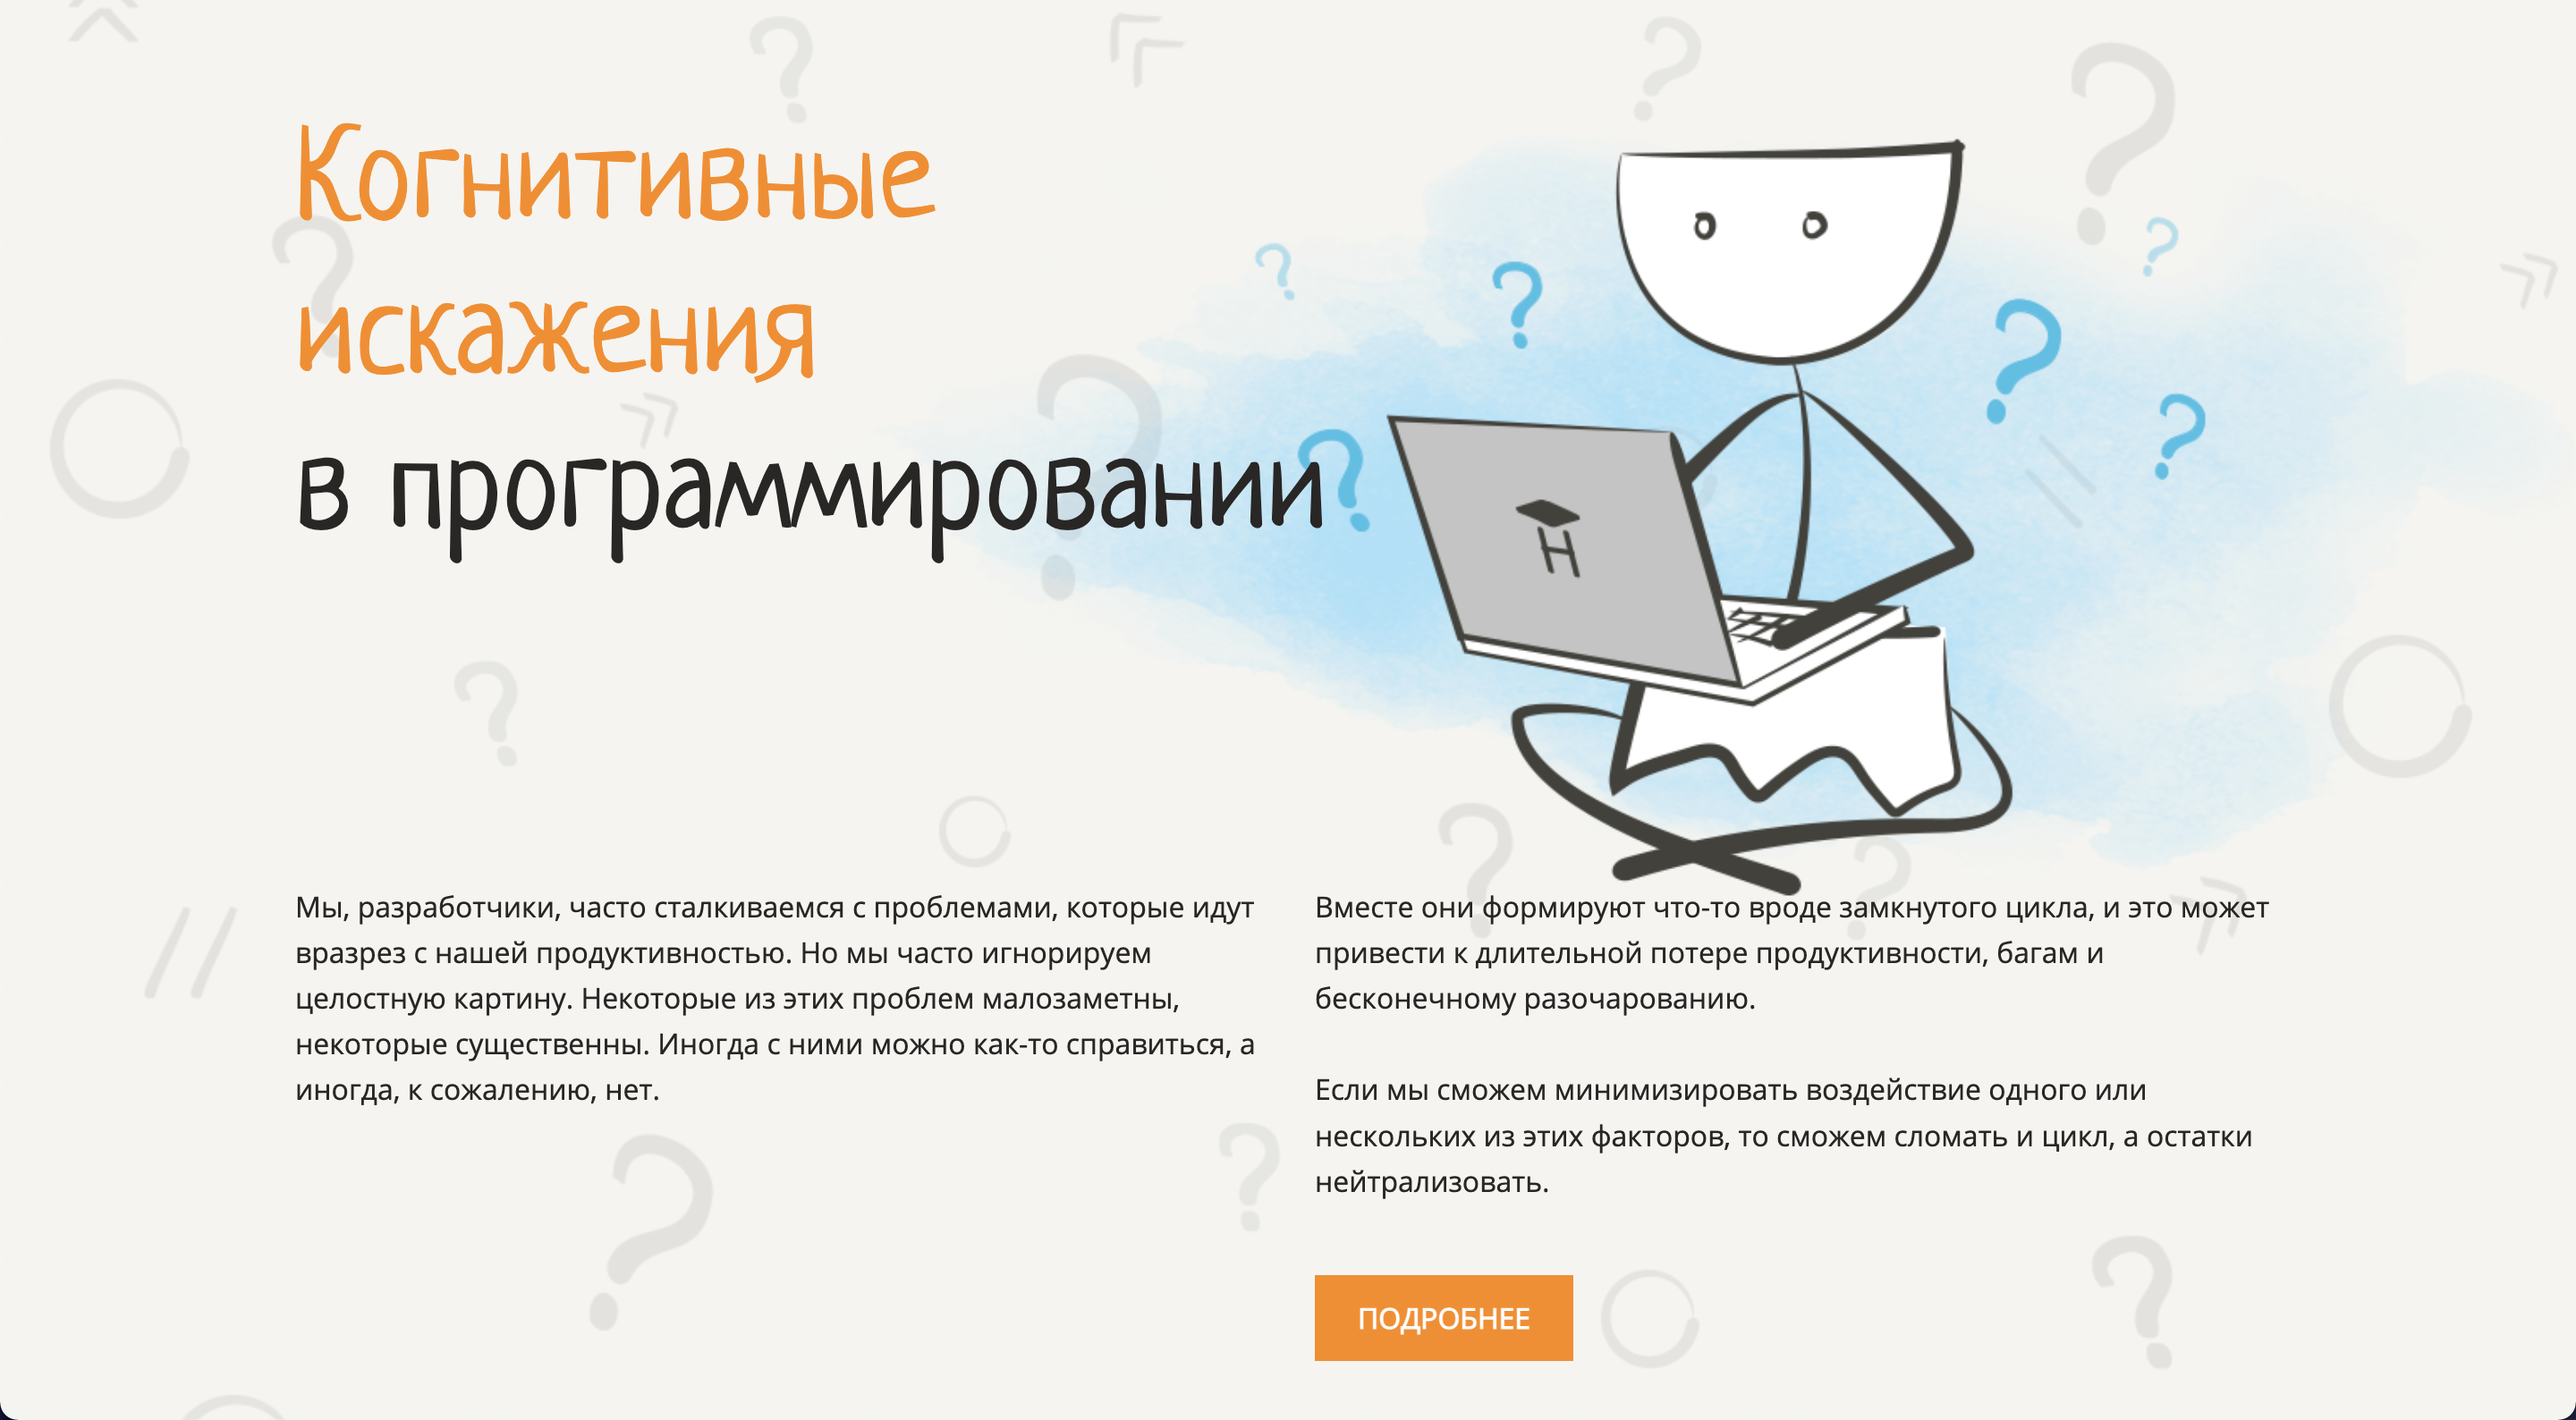 Когнитивные
искажения
в программировании
Мы, разработчики, часто сталкиваемся с проблемами, которые идут
вразрез с нашей продуктивностью. Но мы часто игнорируем
целостную картину. Некоторые из этих проблем малозаметны,
некоторые существенны. Иногда с ними можно как-то справиться, а
иногда, к сожалению, нет.
Вместе они формируют что-то вроде замкнутого цикла, и это может
привести к длительной потере продуктивности, багам и
бесконечному разочарованию.
Если мы сможем минимизировать воздействие одного или
нескольких из этих факторов, то сможем сломать и цикл, а остатки
нейтрализовать.
ПОДРОБНЕЕ